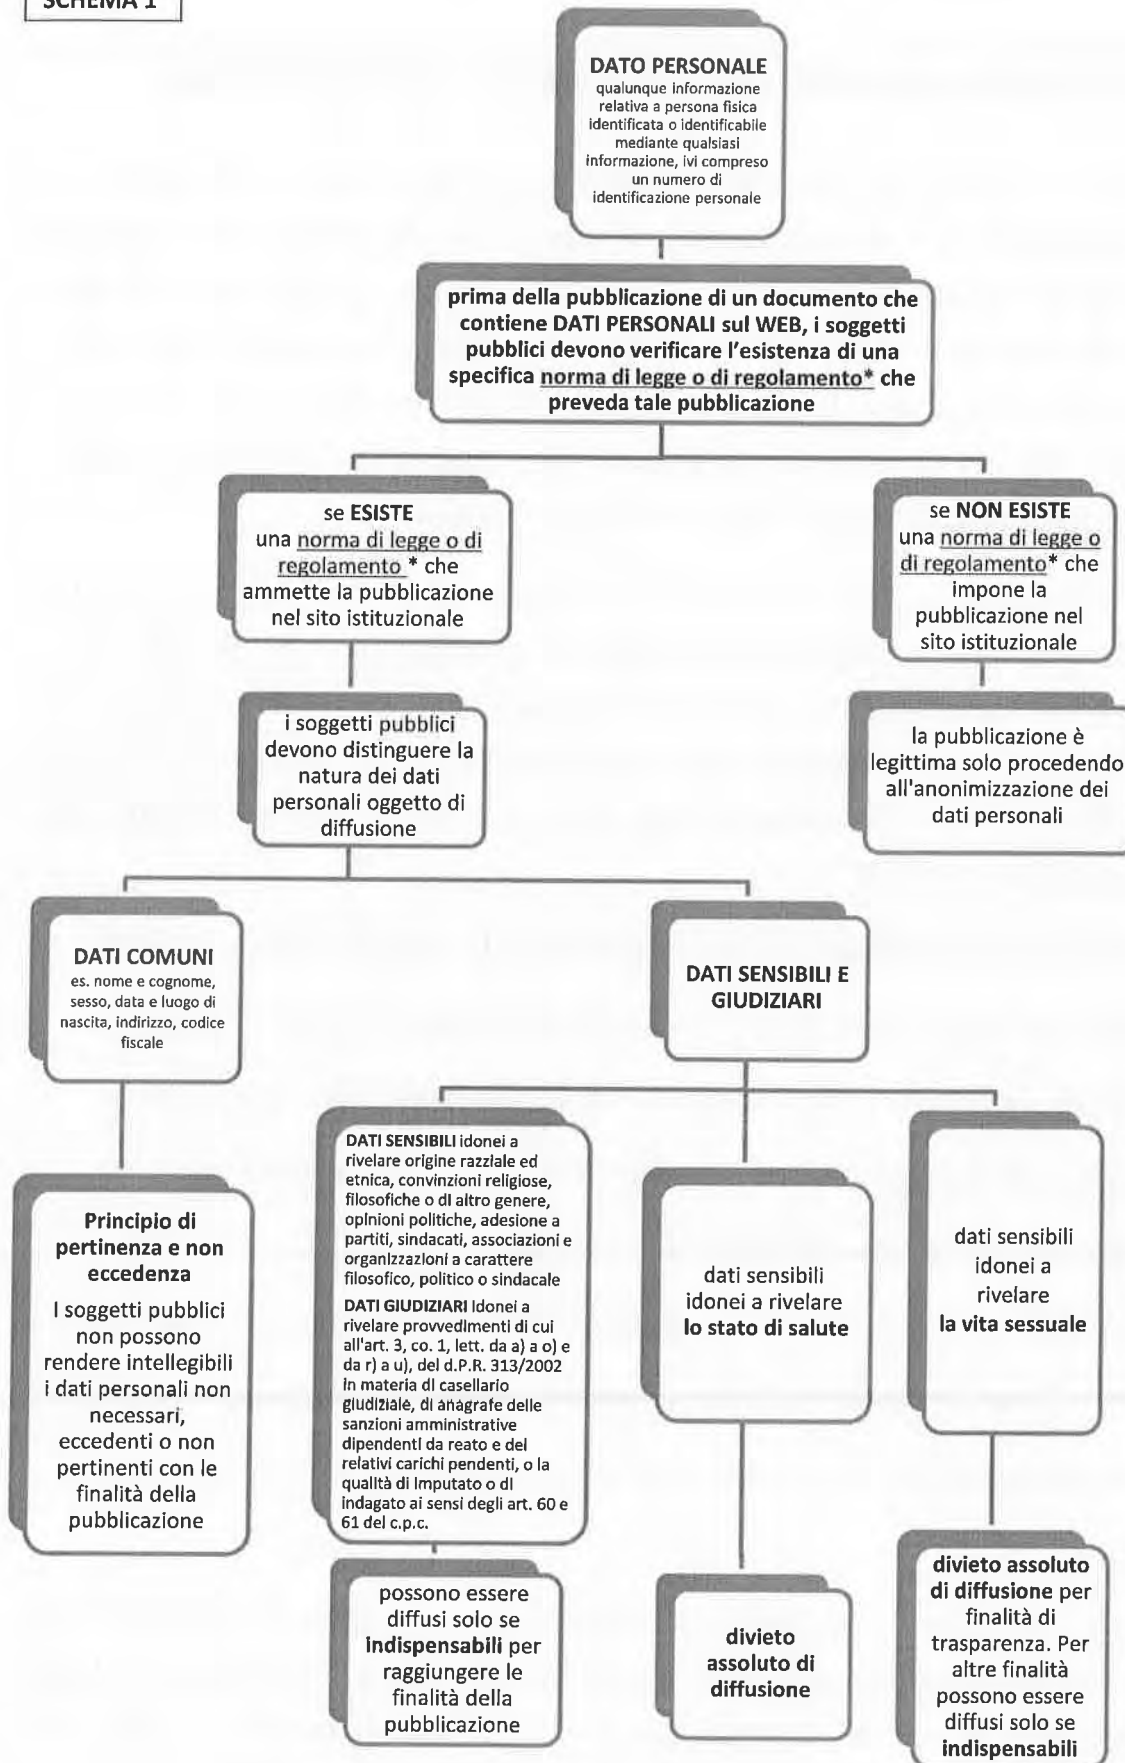 SCHEMA 1
DATO PERSONALE
qualunque informazione
relativa a persona fisica
identificata o identificabile
mediante qualsiasi
informazione, ivi compreso
un numero di
identificazione personale
prima della pubblicazione di un documento che
contiene DATI PERSONALI sul WEB, i soggetti
pubblici devono verificare l'esistenza di una
specifica norma di legge o di regolamento* che
preveda tale pubblicazione
se ESISTE
una norma di legge o di
regolamento * che
ammette la pubblicazione
nel sito istituzionale
se NON ESISTE
una norma di legge o
di regolamento* che
impone la
pubblicazione nel
sito istituzionale
i soggetti pubblici
devono distinguere la
natura dei dati
personali oggetto di
diffusione
la pubblicazione è
legittima solo procedendo
all'anonimizzazione dei
dati personali
DATI COMUNI
es. nome e cognome,
sesso, data e luogo di
nascita, indirizzo, codice
fiscale
DATI SENSIBILI E
GIUDIZIARI
Principio di
pertinenza e non
eccedenza
I soggetti pubblici
non possono
rendere intellegibili
i dati personali non
necessari,
eccedenti o non
pertinenti con le
finalità della
pubblicazione
DATI SENSIBILI idonei a
rivelare origine razziale ed
etnica, convinzioni religiose,
filosofiche o di altro genere,
opinioni politiche, adesione a
partiti, sindacati, associazioni e
organizzazioni a carattere
filosofico, politico o sindacale
DATI GIUDIZIARI idonei a
rivelare provvedimenti di cui
all'art. 3, co. 1, lett. da a) a o) e
da r) a u), del d.P.R. 313/2002
in materia di casellario
giudiziale, di anagrafe delle
sanzioni amministrative
dipendenti da reato e dei
relativi carichi pendenti, o la
qualità di imputato o di
indagato ai sensi degli art. 60 e
61 del c.p.c.
dati sensibili
idonei a rivelare
lo stato di salute
dati sensibili
idonei a
rivelare
la vita sessuale
possono essere
diffusi solo se
indispensabili per
raggiungere le
finalità della
pubblicazione
divieto
assoluto di
diffusione
divieto assoluto
di diffusione per
finalità di
trasparenza. Per
altre finalità
possono essere
diffusi solo se
indispensabili